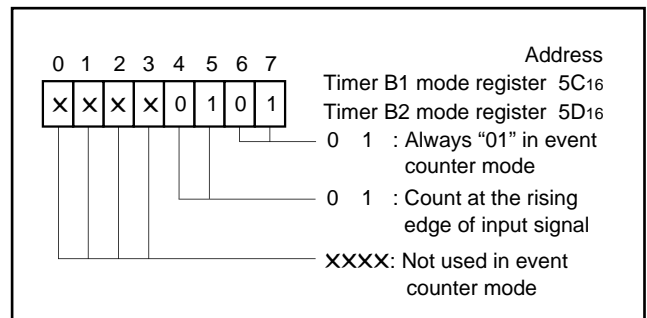 Address
0 1 2 3 4 5 6 7
Timer B1 mode register 5C16
× × × × 0 1 0 1
Timer B2 mode register 5D16
0 1 : Always “01” in event
counter mode
0 1 : Count at the rising
edge of input signal
××××: Not used in event
counter mode